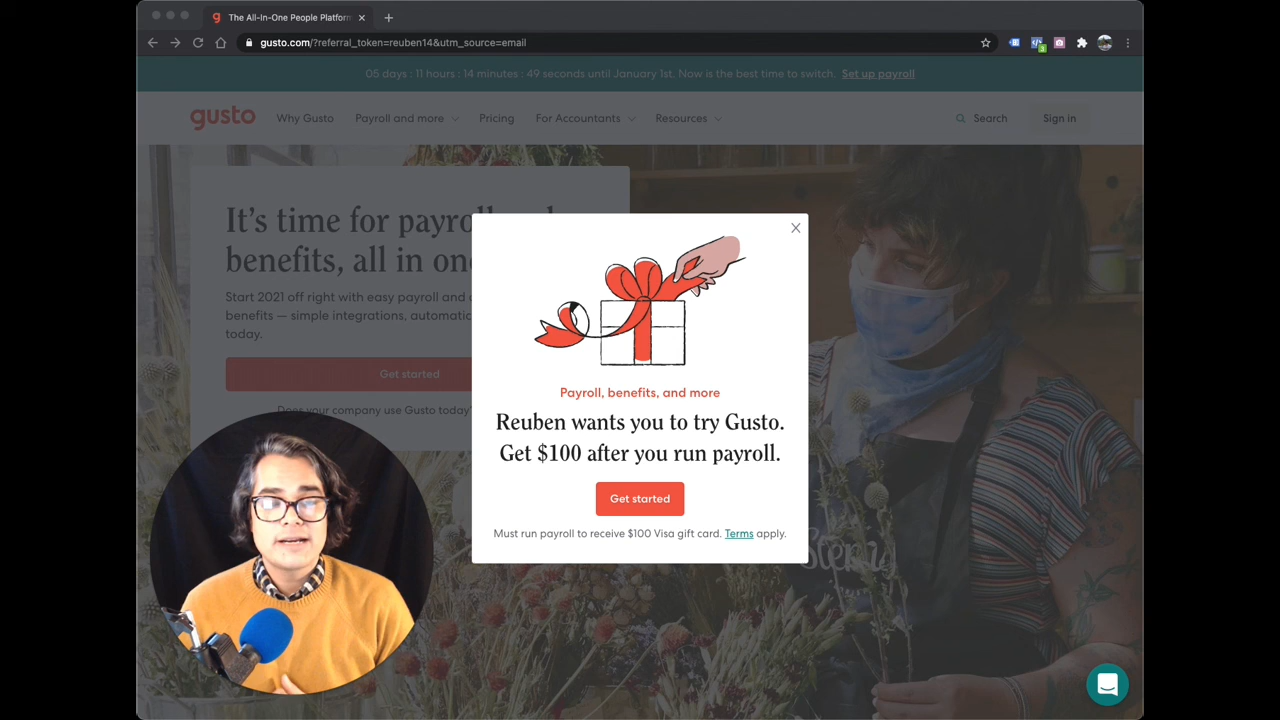 The All-In-One People Platform
gusto.com/?referral_token=reuben14&utm_source=email
3
05 days : 11 hours : 14 minutes : 49 seconds until January 1st. Now is the best time to switch. Set up payroll
gusto Why Gusto Payroll and more Pricing For Accountants Resources Search Sign in
It's time for payroll and
benefits, all in one
Start 2021 off right with easy payroll and
benefits — simple integrations,
today.
Get started
Does your company use Gusto today?
Payroll, benefits, and more
Reuben wants you to try Gusto.
Get $100 after you run payroll.
Get started
Must run payroll to receive $100 Visa gift card. Terms apply.